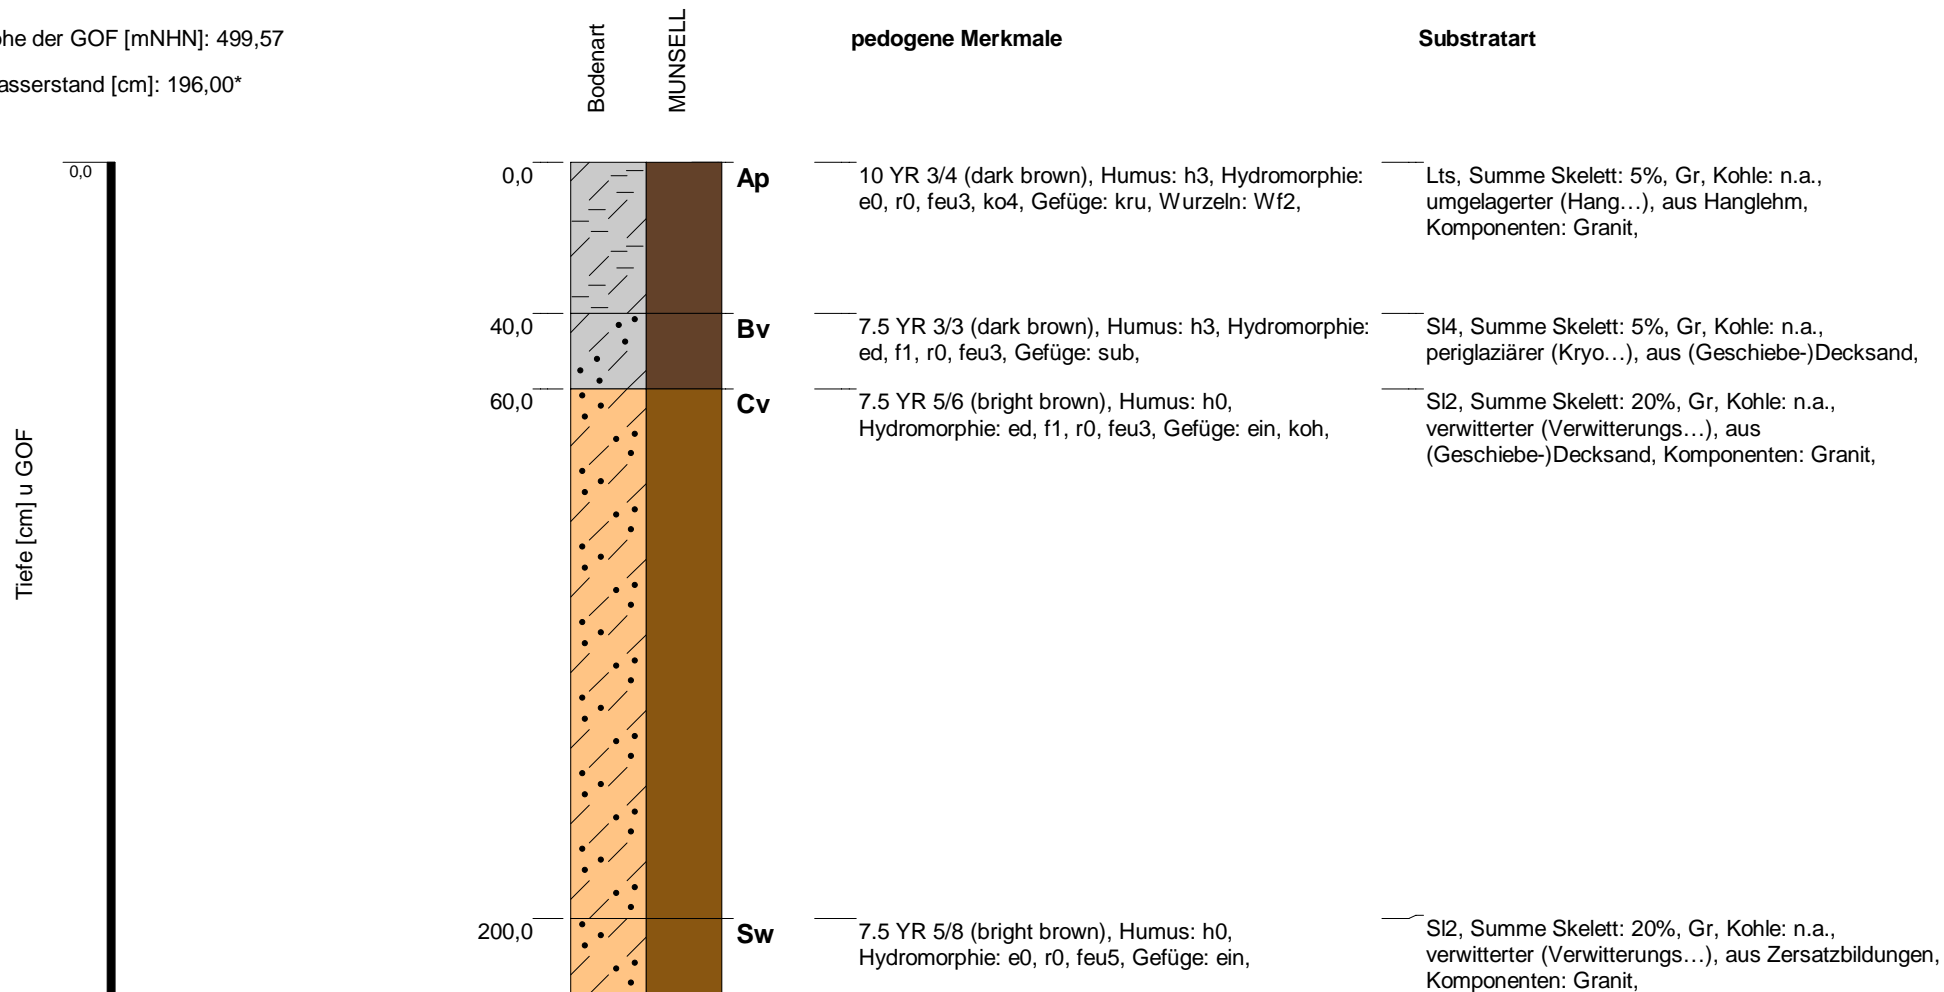 der GOF [mNHN]: 499,57
[cm]: 196,00*
Bodenart
MUNSELL
pedogene Merkmale
Substratart
Tiefe [cm] u GOF
0,0
0,0
Ap
10 YR 3/4 (dark brown), Humus: h3, Hydromorphie:
e0, r0, feu3, ko4, Gefüge: kru, Wurzeln: Wf2,
Lts, Summe Skelett: 5%, Gr, Kohle: n.a.,
umgelagerter (Hang…), aus Hanglehm,
Komponenten: Granit,
40,0
Bv
7.5 YR 3/3 (dark brown), Humus: h3, Hydromorphie:
ed, f1, r0, feu3, Gefüge: sub,
Sl4, Summe Skelett: 5%, Gr, Kohle: n.a.,
periglaziärer (Kryo…), aus (Geschiebe-)Decksand,
60,0
Cv
7.5 YR 5/6 (bright brown), Humus: h0,
Hydromorphie: ed, f1, r0, feu3, Gefüge: ein, koh,
Sl2, Summe Skelett: 20%, Gr, Kohle: n.a.,
verwitterter (Verwitterungs…), aus
(Geschiebe-)Decksand, Komponenten: Granit,
200,0
Sw
7.5 YR 5/8 (bright brown), Humus: h0,
Hydromorphie: e0, r0, feu5, Gefüge: ein,
Sl2, Summe Skelett: 20%, Gr, Kohle: n.a.,
verwitterter (Verwitterungs…), aus Zersatzbildungen,
Komponenten: Granit,